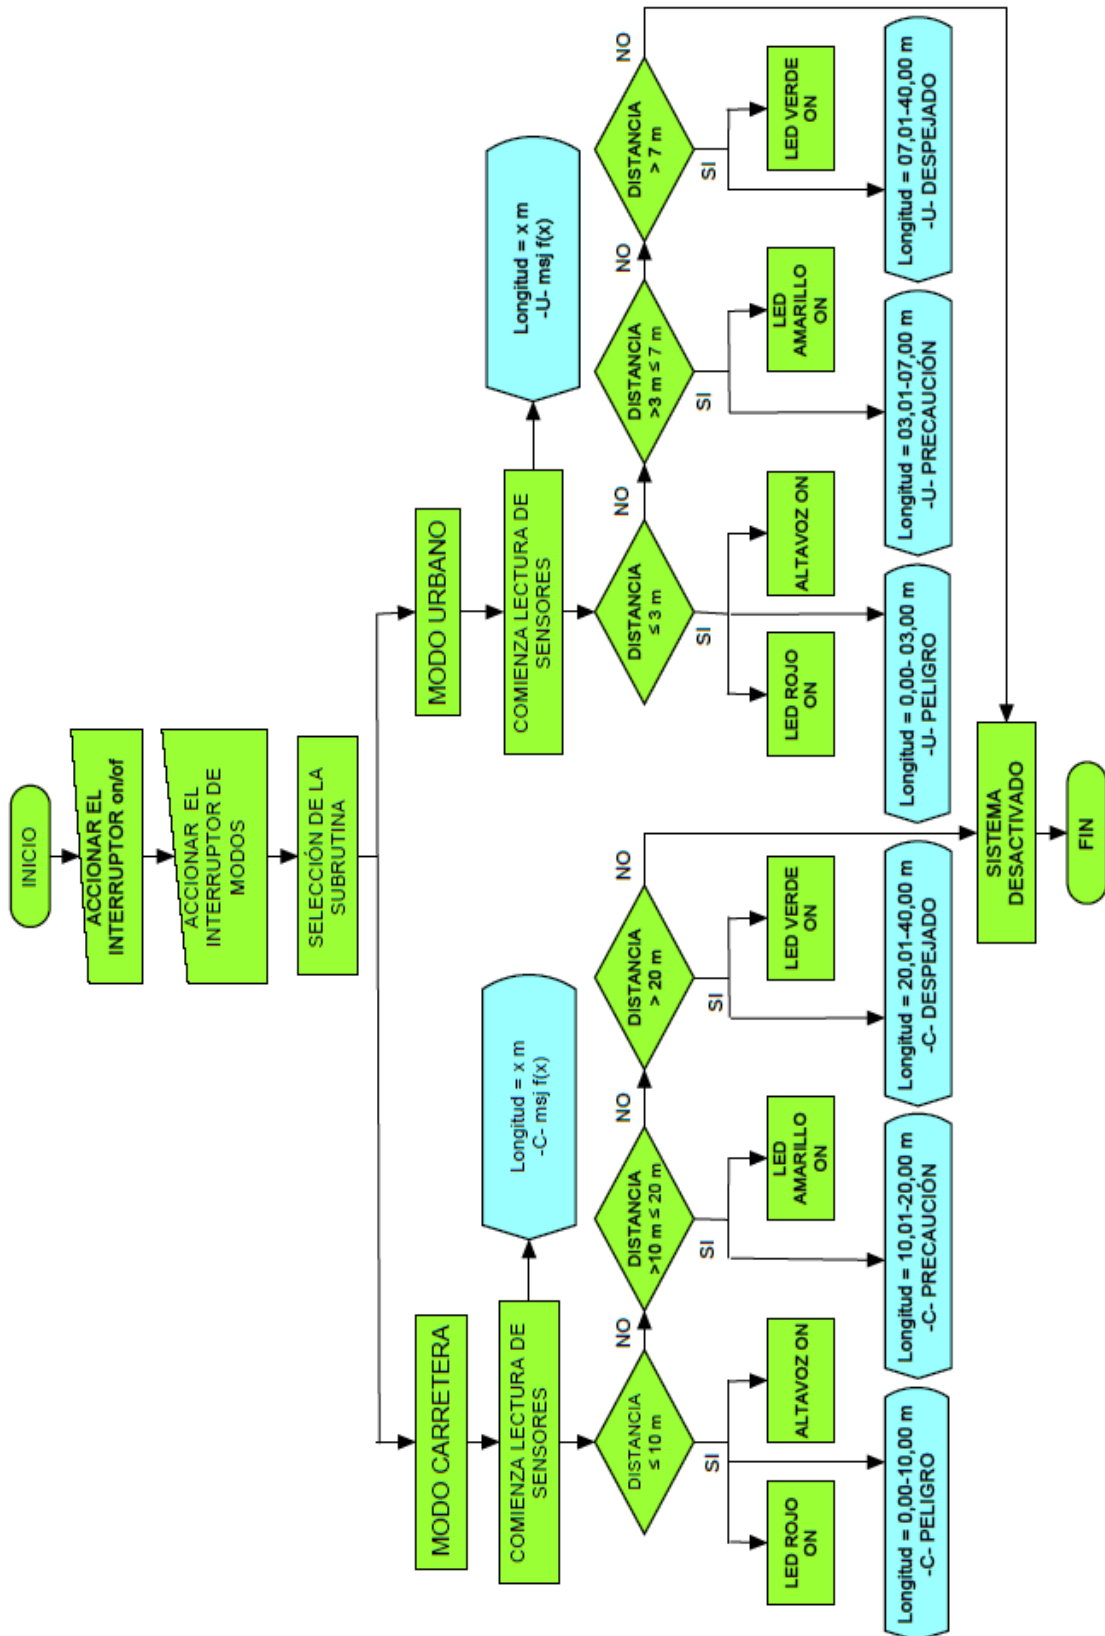 INICIO
ACCIONAR EL
INTERRUPTOR on/of
ACCIONAR EL
INTERRUPTOR DE
MODOS
SELECCIÓN DE LA
SUBRUTINA
MODO CARRETERA
COMIENZA LECTURA DE
SENSORES
Longitud = x m
-C- msj f(x)
DISTANCIA
≤ 10 m
NO
DISTANCIA
>10 m ≤ 20 m
NO
DISTANCIA
> 20 m
NO
SI
SI
SI
LED ROJO
ON
ALTAVOZ ON
LED
AMARILLO
ON
LED VERDE
ON
Longitud = 0,00-10,00 m
-C- PELIGRO
Longitud = 10,01-20,00 m
-C- PRECAUCIÓN
Longitud = 20,01-40,00 m
-C- DESPEJADO
MODO URBANO
COMIENZA LECTURA DE
SENSORES
Longitud = x m
-U- msj f(x)
DISTANCIA
≤ 3 m
NO
DISTANCIA
>3 m ≤ 7 m
NO
DISTANCIA
> 7 m
NO
SI
SI
SI
LED ROJO
ON
ALTAVOZ ON
LED
AMARILLO
ON
LED VERDE
ON
Longitud = 0,00- 03,00 m
-U- PELIGRO
Longitud = 03,01-07,00 m
-U- PRECAUCIÓN
Longitud = 07,01-40,00 m
-U- DESPEJADO
SISTEMA
DESACTIVADO
FIN